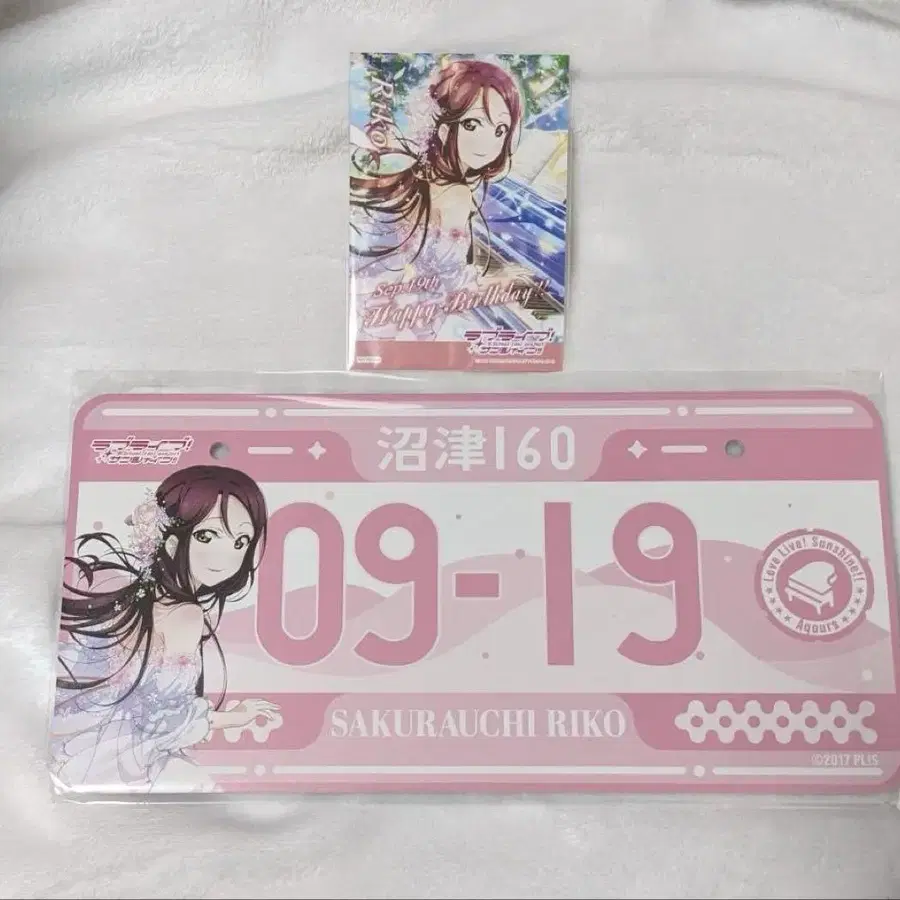 Riko
Sep.19th
Happy Birthday!!
ラブライブ!
サンシャイン!!
ラブライブ!
サンシャイン!!
沼津160
09-19
Love Live! Sunshine!!
Aqours
SAKURAUCHI RIKO
©2017 PL!S